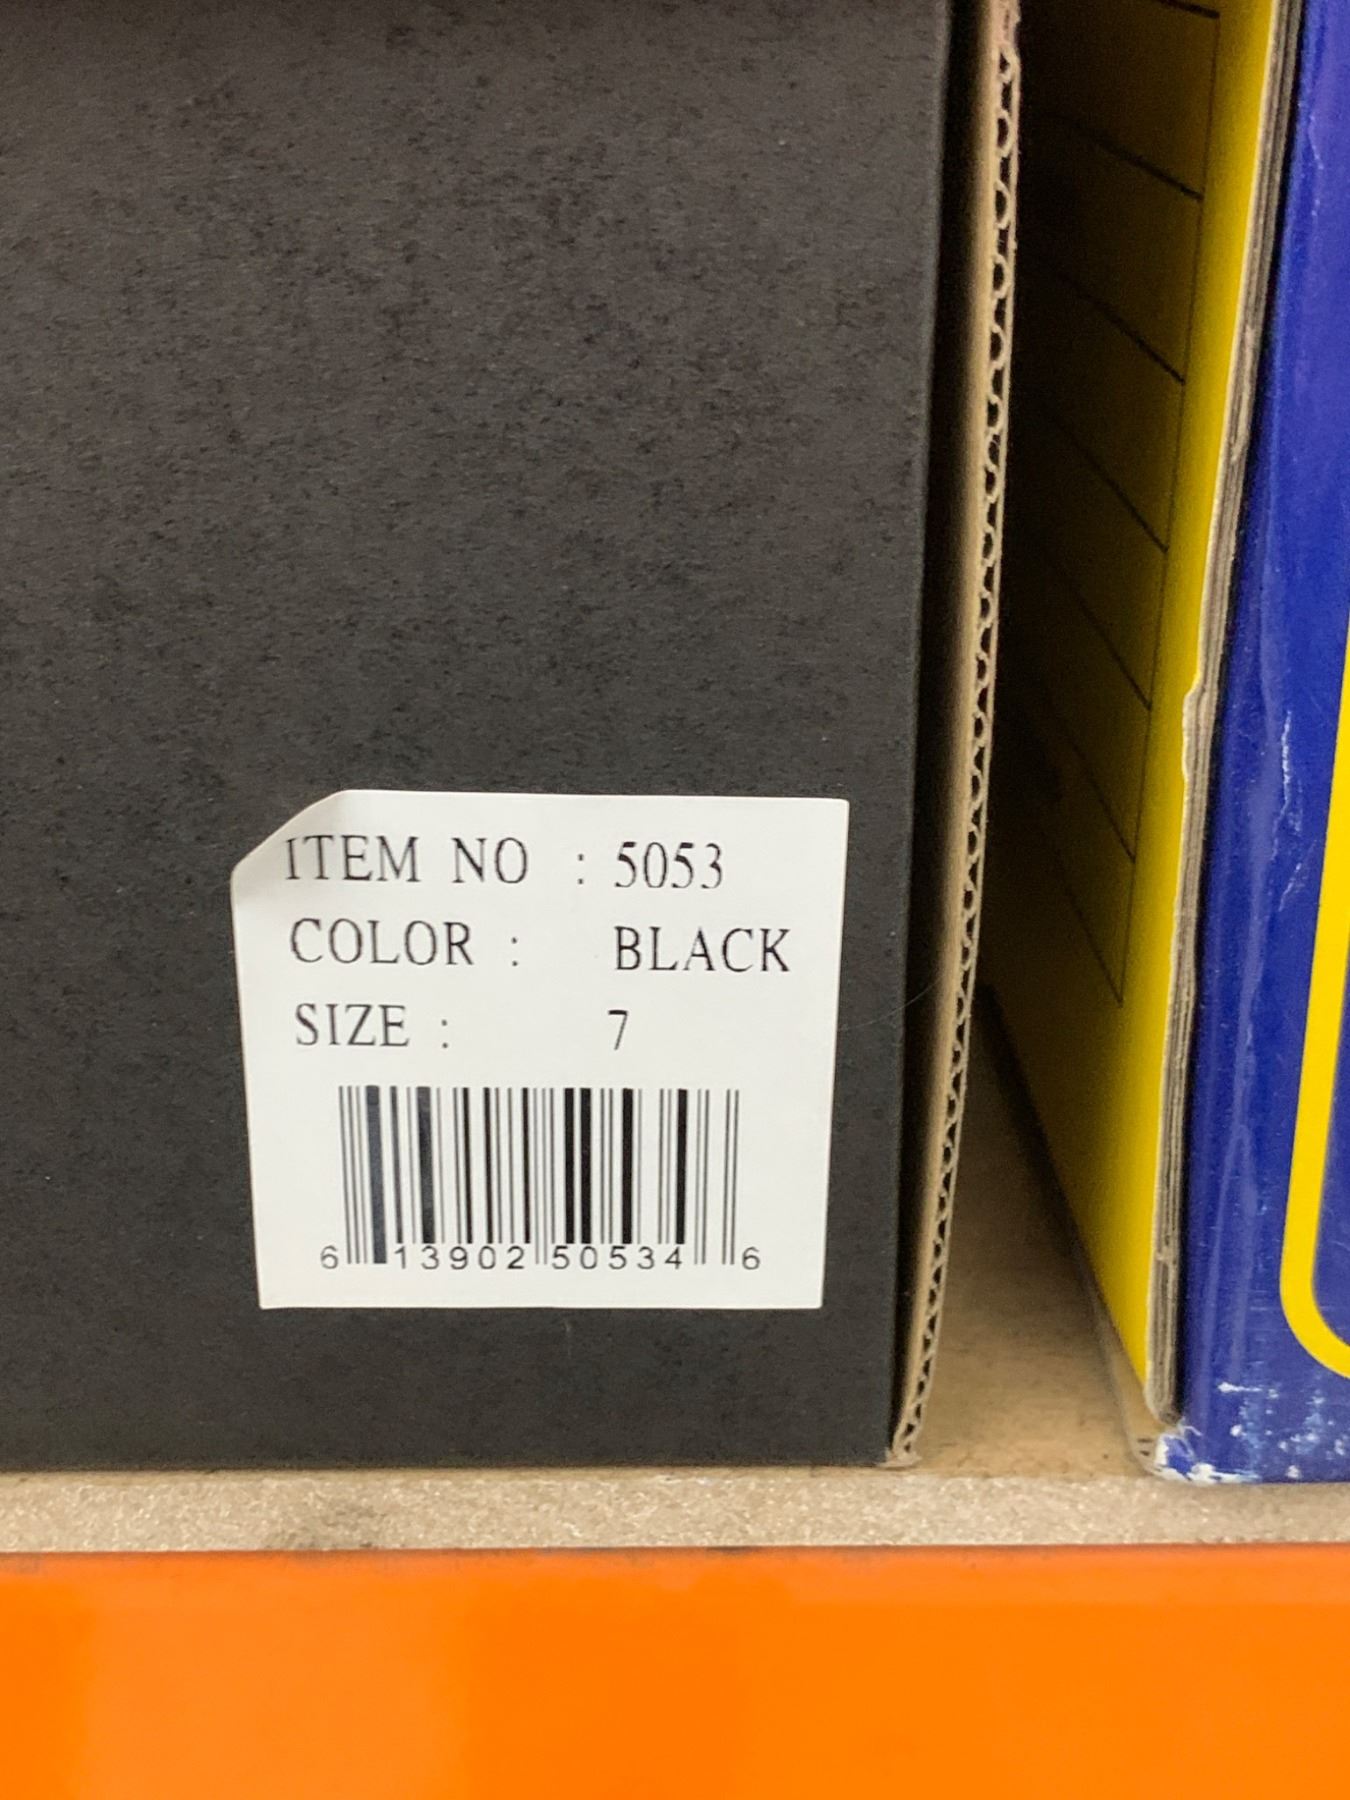 ITEM NO : 5053
COLOR : BLACK
SIZE : 7
6 13902 50534 6